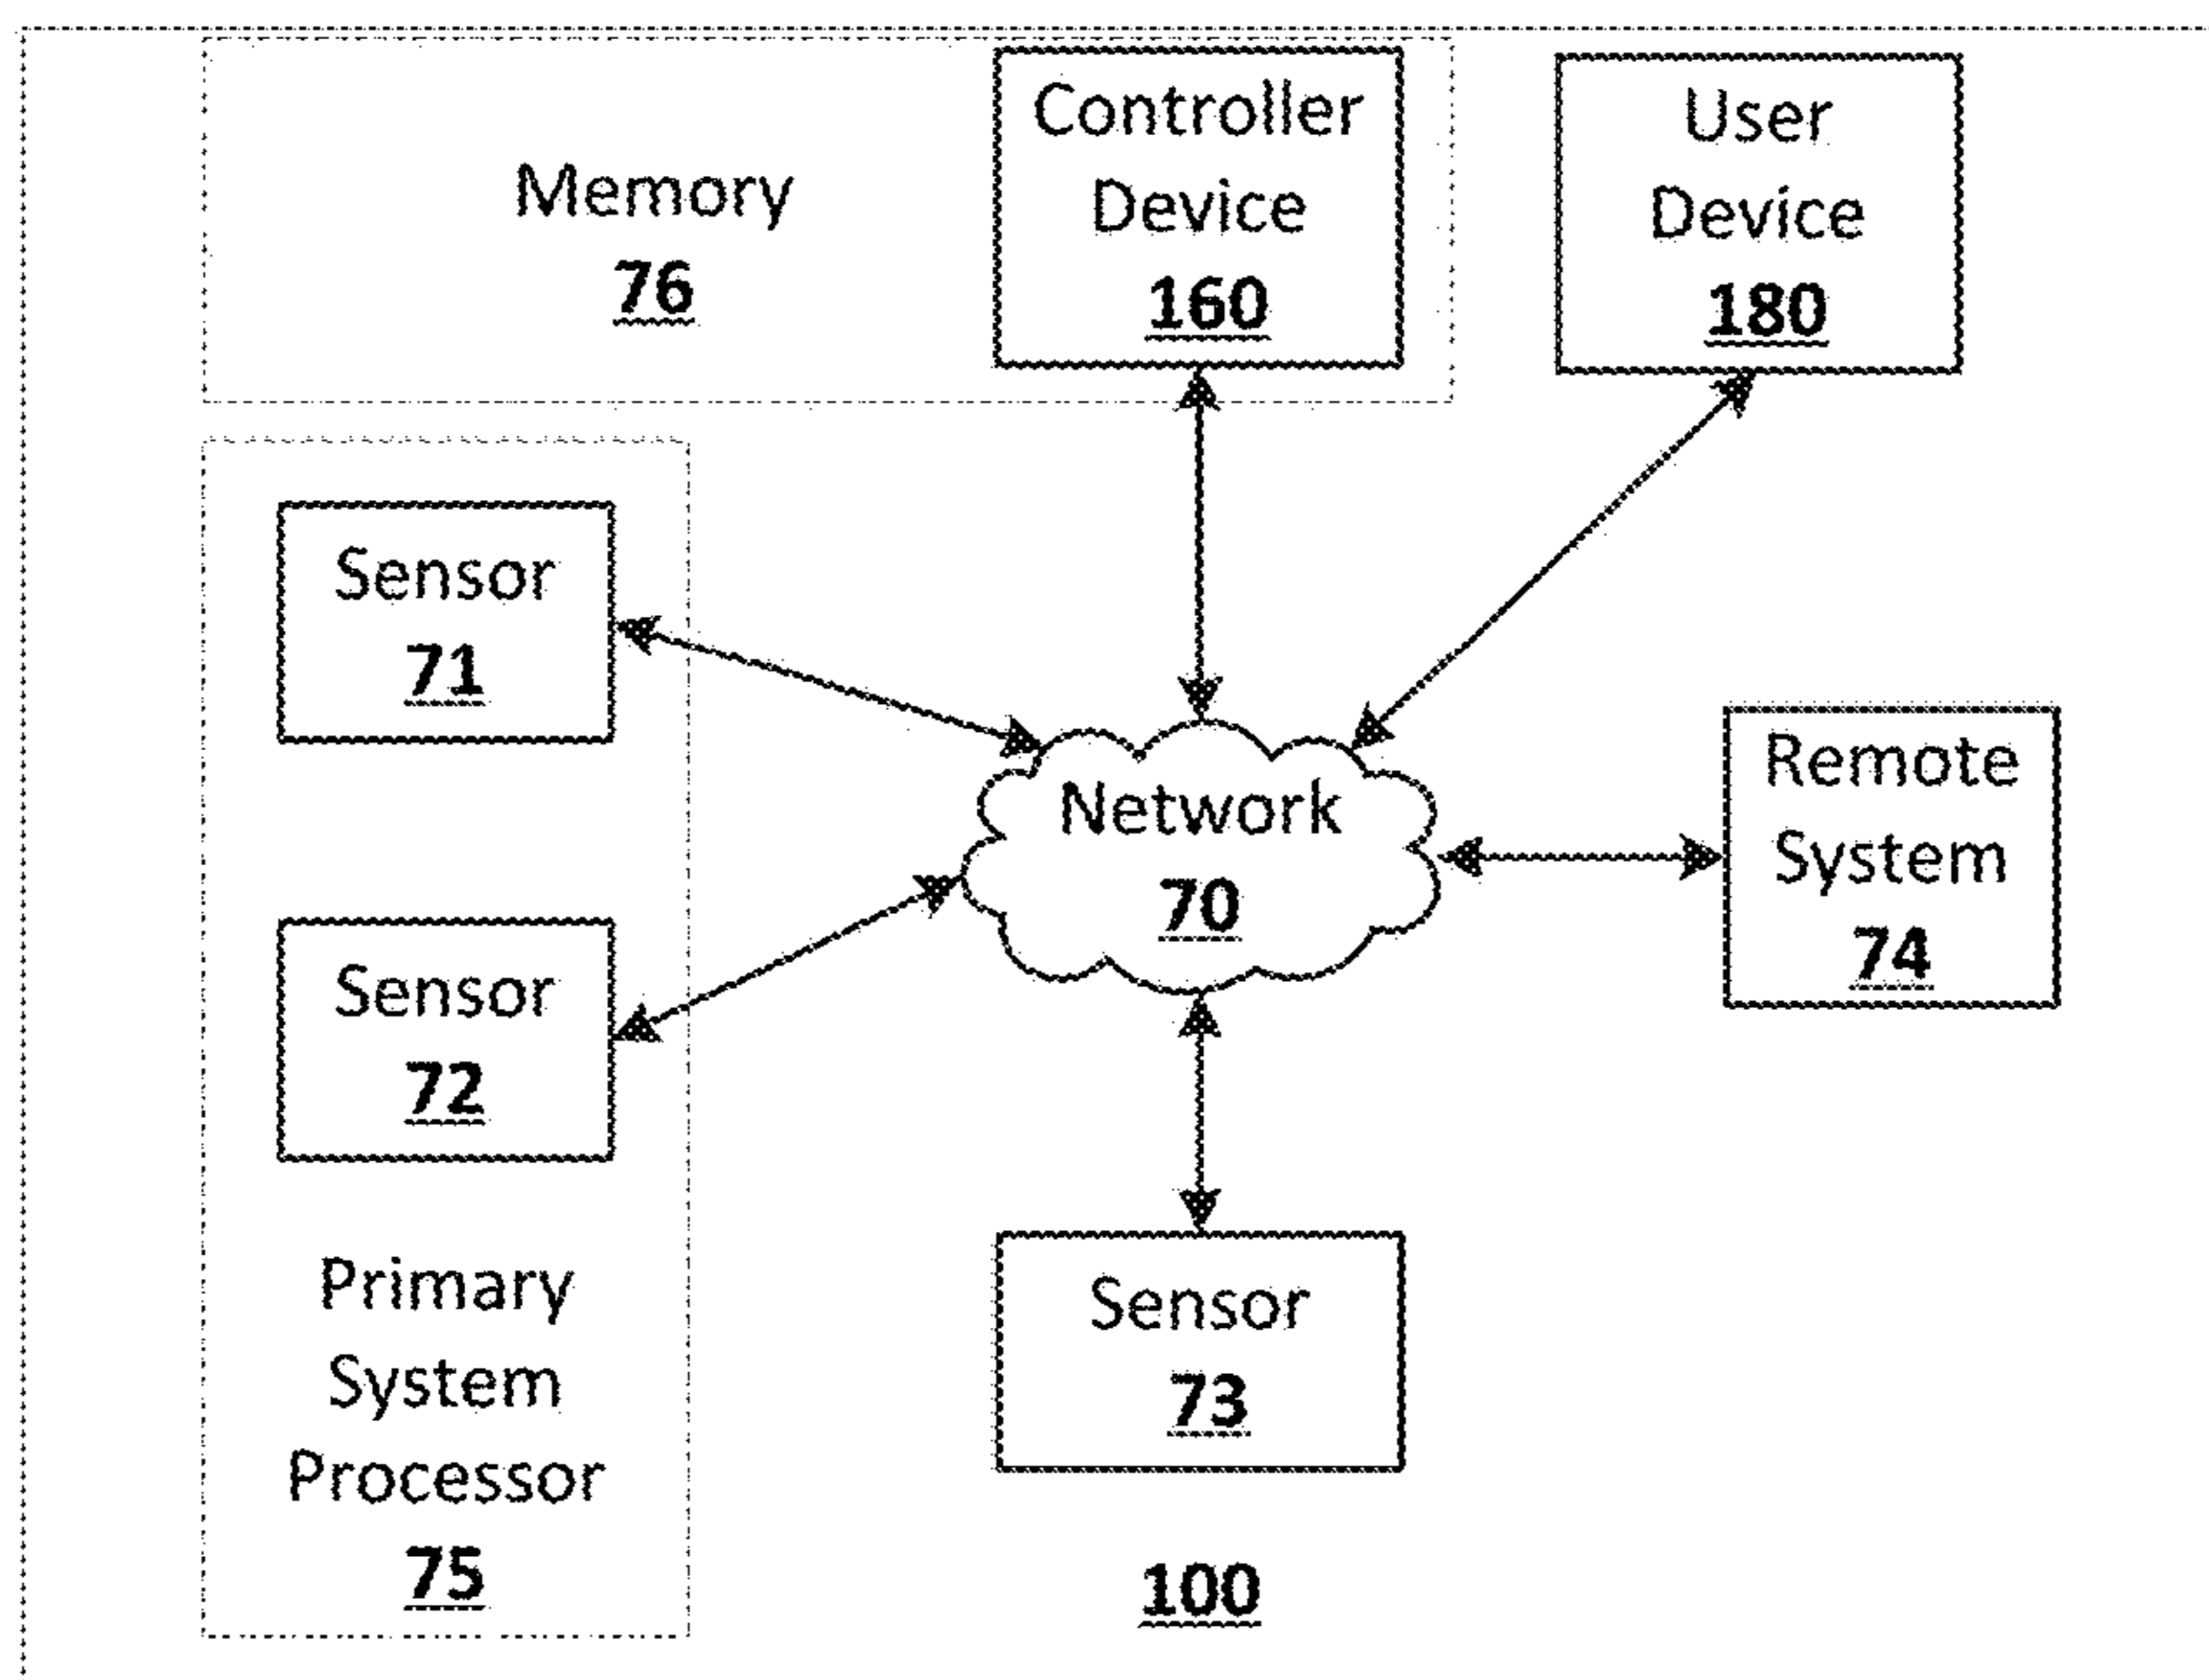 Memory
76
Controller
Device
160
User
Device
180
Sensor
71
Sensor
72
Primary
System
Processor
75
Network
70
Remote
System
74
Sensor
73
100